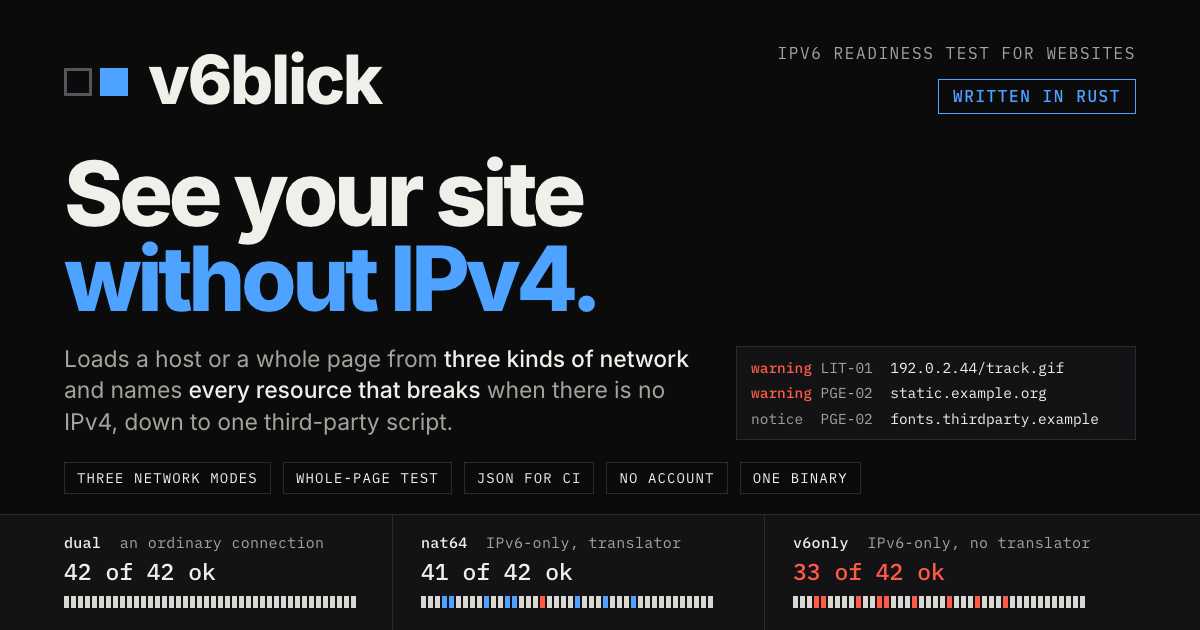 v6blick
IPV6 READINESS TEST FOR WEBSITES
WRITTEN IN RUST
See your site
without IPv4.
Loads a host or a whole page from three kinds of network
and names every resource that breaks when there is no
IPv4, down to one third-party script.
warning LIT-01 192.0.2.44/track.gif
warning PGE-02 static.example.org
notice PGE-02 fonts.thirdparty.example
THREE NETWORK MODES
WHOLE-PAGE TEST
JSON FOR CI
NO ACCOUNT
ONE BINARY
dual an ordinary connection
42 of 42 ok
nat64 IPv6-only, translator
41 of 42 ok
v6only IPv6-only, no translator
33 of 42 ok